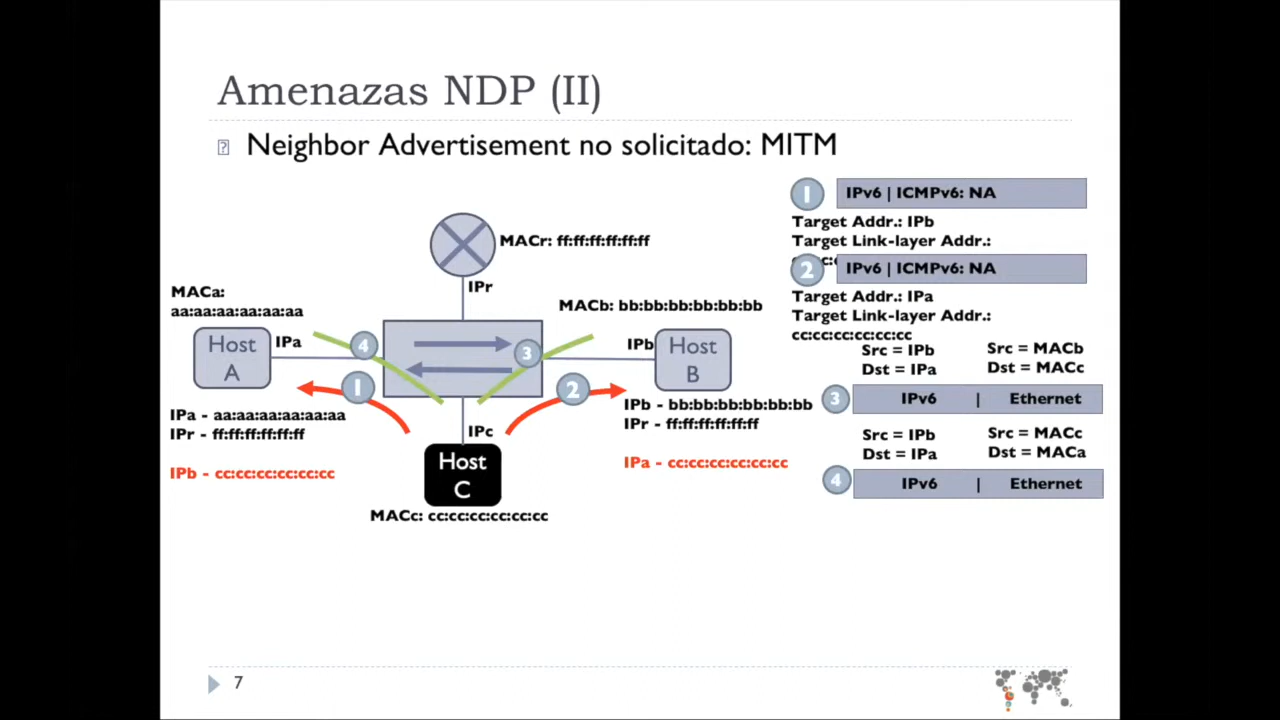 Amenazas NDP (II)
Neighbor Advertisement no solicitado: MITM
1
IPv6 | ICMPv6: NA
Target Addr.: IPb
Target Link-layer Addr.:
2
IPv6 | ICMPv6: NA
Target Addr.: IPa
Target Link-layer Addr.:
cc:cc:cc:cc:cc:cc
Src = IPb
Src = MACb
Dst = IPa
Dst = MACc
3
IPv6 | Ethernet
Src = IPb
Src = MACc
Dst = IPa
Dst = MACa
4
IPv6 | Ethernet
MACr: ff:ff:ff:ff:ff:ff
IPr
MACa:
aa:aa:aa:aa:aa:aa
MACb: bb:bb:bb:bb:bb:bb
Host
A
IPa
4
3
IPb
Host
B
1
2
IPa - aa:aa:aa:aa:aa:aa
IPr - ff:ff:ff:ff:ff:ff
IPb - cc:cc:cc:cc:cc:cc
IPb - bb:bb:bb:bb:bb:bb
IPr - ff:ff:ff:ff:ff:ff
IPa - cc:cc:cc:cc:cc:cc
IPc
Host
C
MACc: cc:cc:cc:cc:cc:cc
7